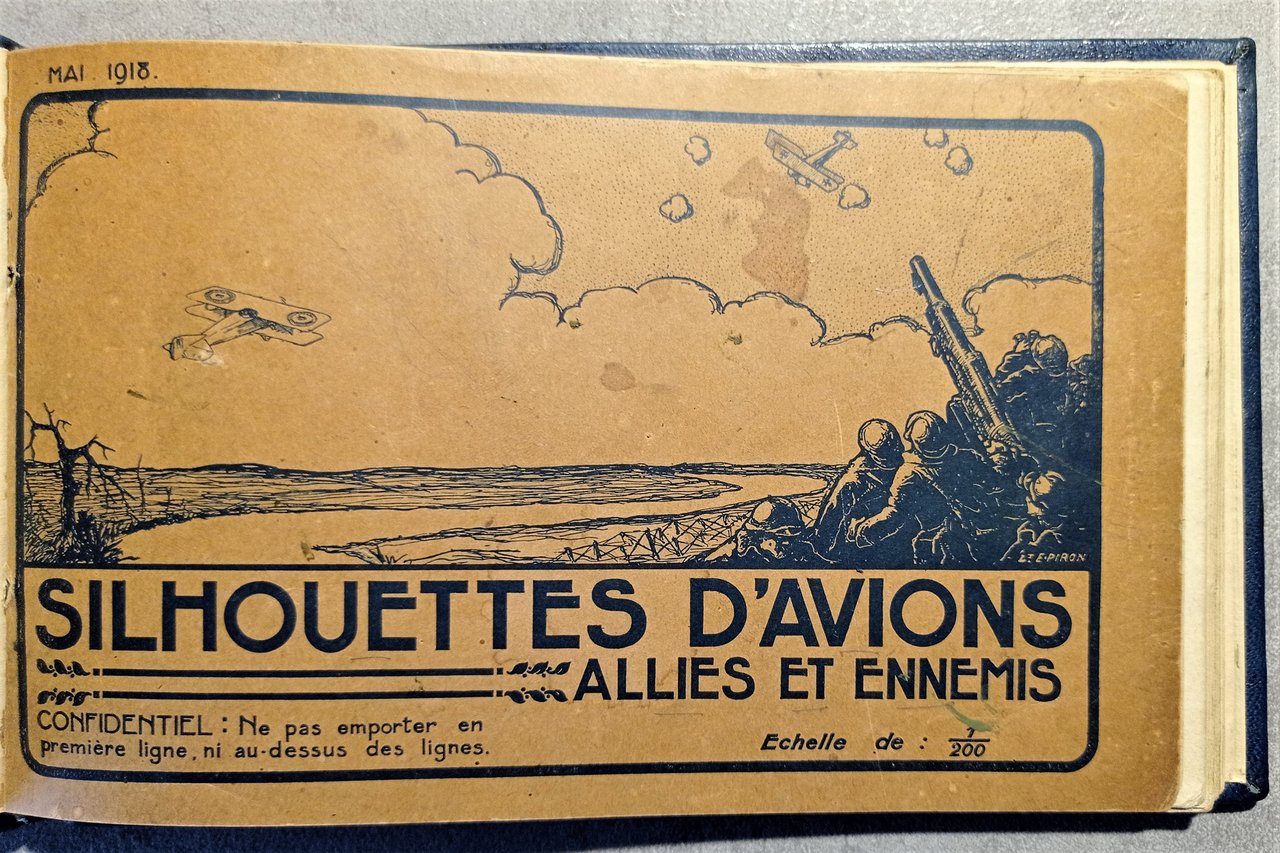 MAI 1918.
Lt E·PIRON
SILHOUETTES D'AVIONS
ALLIES ET ENNEMIS
CONFIDENTIEL : Ne pas emporter en
première ligne, ni au-dessus des lignes.
Echelle de : 1/200